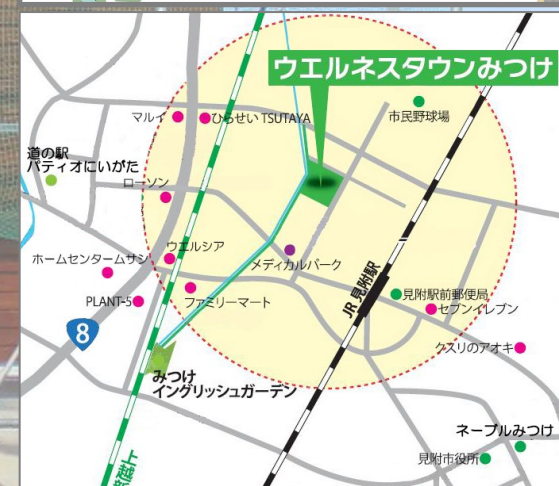 ウエルネスタウンみつけ
マルイ
ひらせい TSUTAYA
市民野球場
道の駅
パティオにいがた
ローソン
ウエルシア
メディカルパーク
ホームセンタームサシ
JR 見附駅
見附駅前郵便局
PLANT-5
ファミリーマート
セブンイレブン
8
クスリのアオキ
みつけ
イングリッシュガーデン
ネーブルみつけ
見附市役所